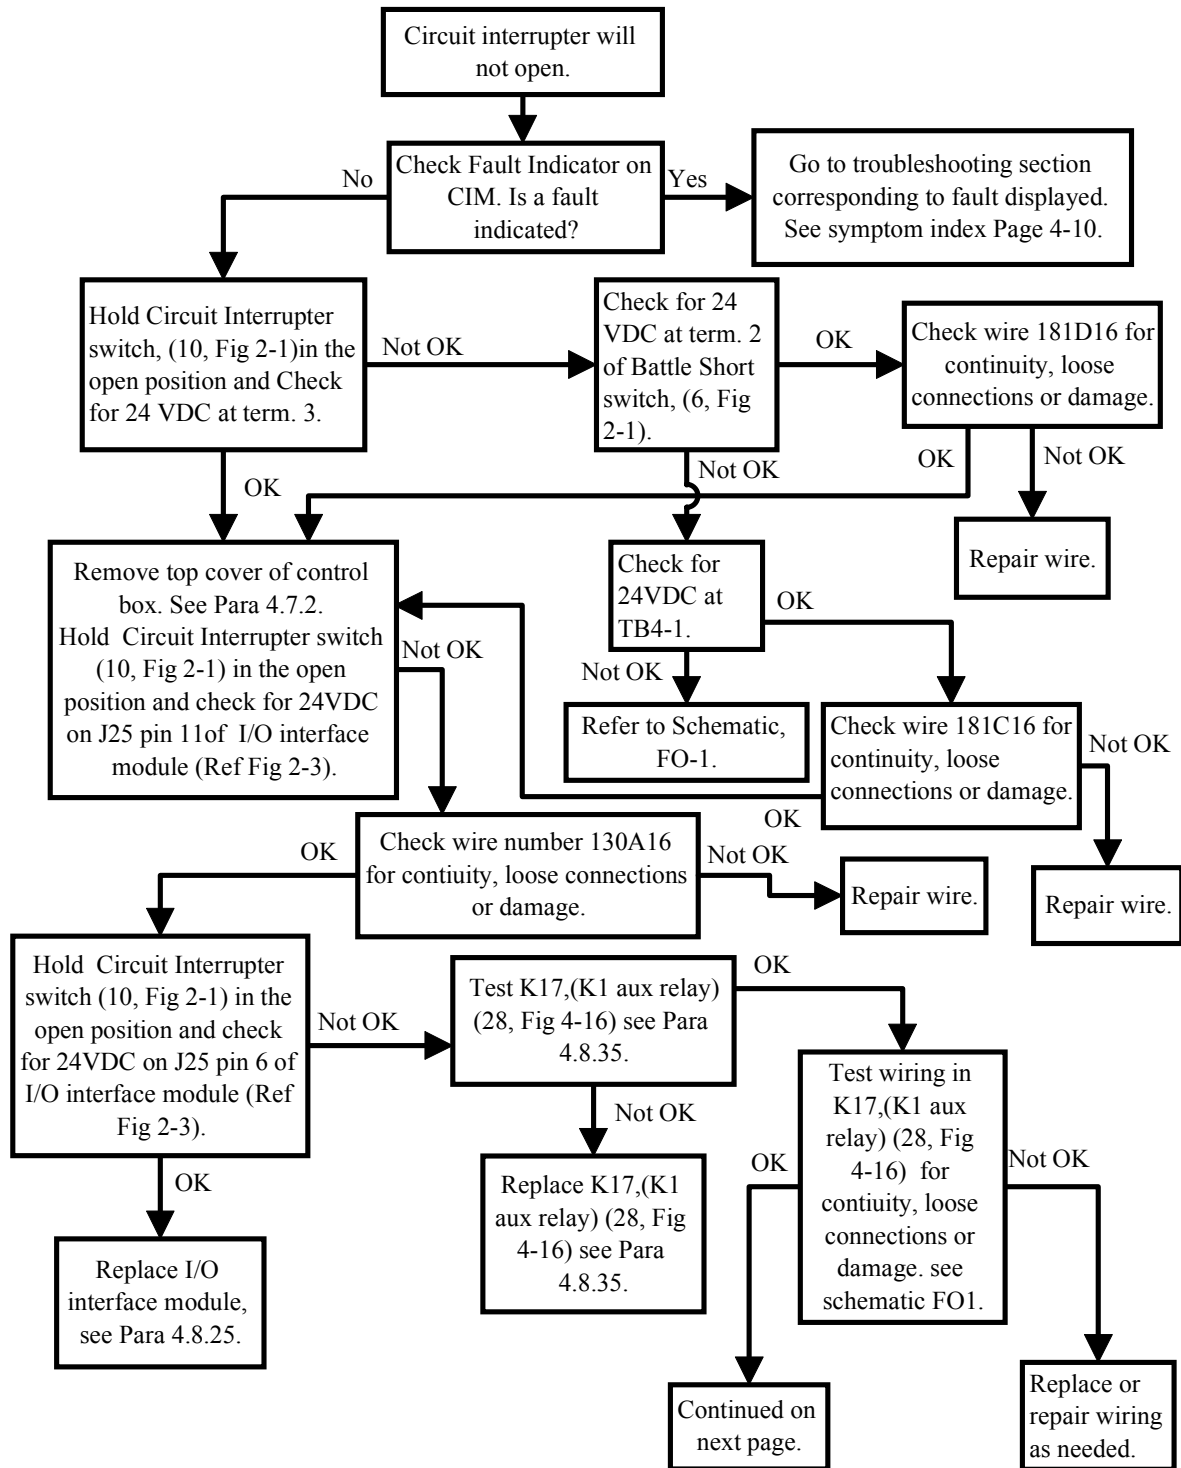 Circuit interrupter will
not open.
Check Fault Indicator on
CIM. Is a fault
indicated?
No
Yes
Go to troubleshooting section
corresponding to fault displayed.
See symptom index Page 4-10.
Hold Circuit Interrupter
switch, (10, Fig 2-1)in the
open position and Check
for 24 VDC at term. 3.
Not OK
Check for 24
VDC at term. 2
of Battle Short
switch, (6, Fig
2-1).
OK
Check wire 181D16 for
continuity, loose
connections or damage.
OK
Not OK
OK
Not OK
Repair wire.
Remove top cover of control
box. See Para 4.7.2.
Hold Circuit Interrupter switch
(10, Fig 2-1) in the open
position and check for 24VDC
on J25 pin 11of I/O interface
module (Ref Fig 2-3).
Not OK
Check for
24VDC at
TB4-1.
OK
Not OK
Refer to Schematic,
FO-1.
Check wire 181C16 for
continuity, loose
connections or damage.
Not OK
OK
Repair wire.
Check wire number 130A16
for contiuity, loose connections
or damage.
OK
Not OK
Repair wire.
Hold Circuit Interrupter
switch (10, Fig 2-1) in the
open position and check
for 24VDC on J25 pin 6 of
I/O interface module (Ref
Fig 2-3).
Not OK
Test K17,(K1 aux relay)
(28, Fig 4-16) see Para
4.8.35.
OK
Not OK
Test wiring in
K17,(K1 aux
relay) (28, Fig
4-16) for
contiuity, loose
connections or
damage. see
schematic FO1.
OK
Not OK
OK
Replace I/O
interface module,
see Para 4.8.25.
Replace K17,(K1
aux relay) (28, Fig
4-16) see Para
4.8.35.
Continued on
next page.
Replace or
repair wiring
as needed.